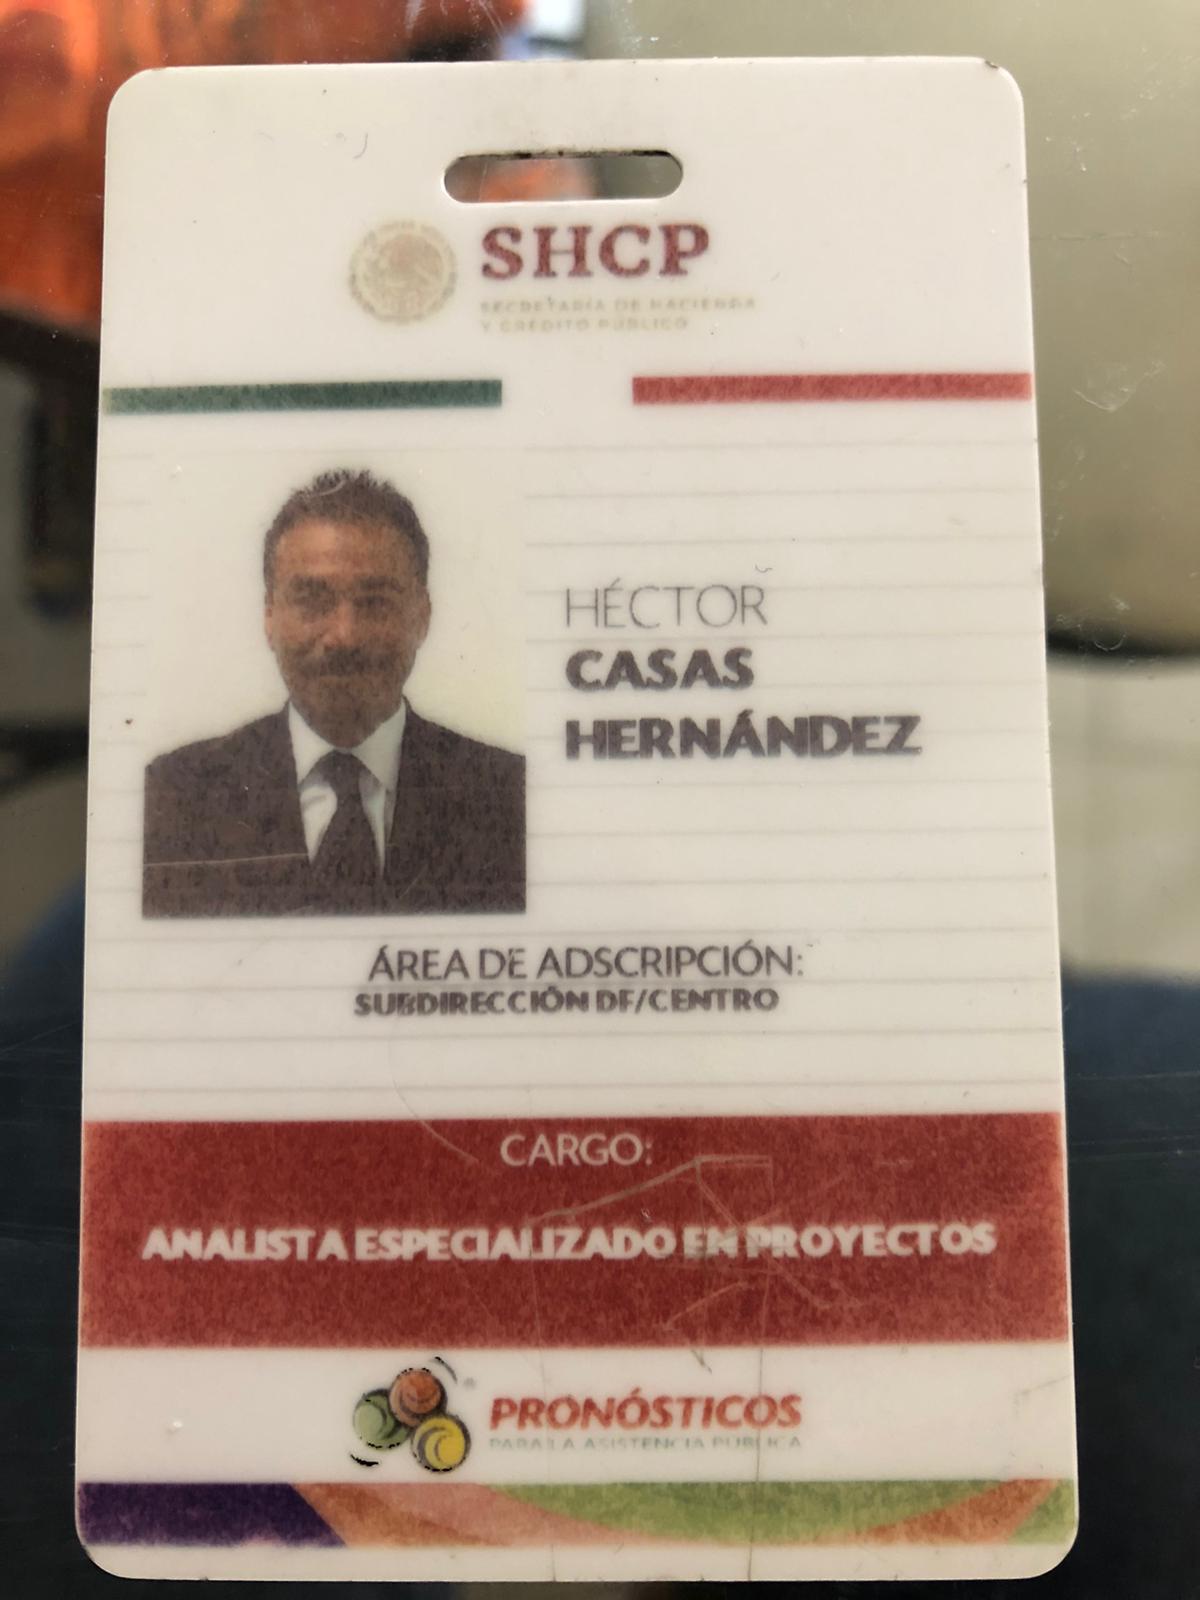 SHCP
SECRETARÍA DE HACIENDA
Y CRÉDITO PÚBLICO
HÉCTOR
CASAS
HERNÁNDEZ
ÁREA DE ADSCRIPCIÓN:
SUBDIRECCIÓN DF/CENTRO
CARGO:
ANALISTA ESPECIALIZADO EN PROYECTOS
PRONÓSTICOS
PARA LA ASISTENCIA PÚBLICA